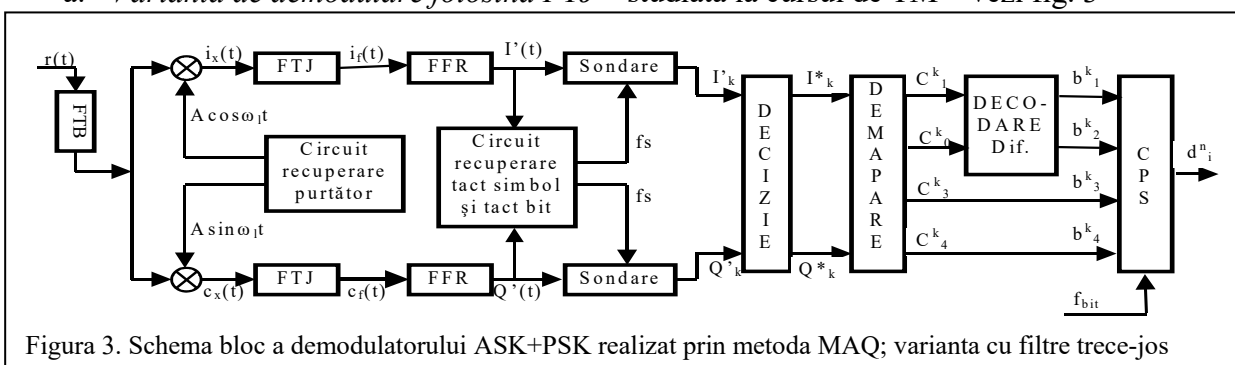 a. Varianta de demodulare folosind FTJ – studiată la cursul de TM – vezi fig. 3
r(t)
FTB
i_x(t)
FTJ
i_f(t)
FFR
I’(t)
Sondare
I’_k
DECIZIE
I*_k
DEMAPARE
C^k_1
DECO-
DARE
Dif.
b^k_1
CPS
d^n_i
Acosω_lt
Circuit
recuperare
purtător
Circuit
recuperare
tact simbol
şi tact bit
fs
fs
C^k_0
b^k_2
C^k_3
b^k_3
Asinω_lt
C^k_4
b^k_4
c_x(t)
FTJ
c_f(t)
FFR
Q’(t)
Sondare
Q’_k
Q*_k
f_bit
Figura 3. Schema bloc a demodulatorului ASK+PSK realizat prin metoda MAQ; varianta cu filtre trece-jos